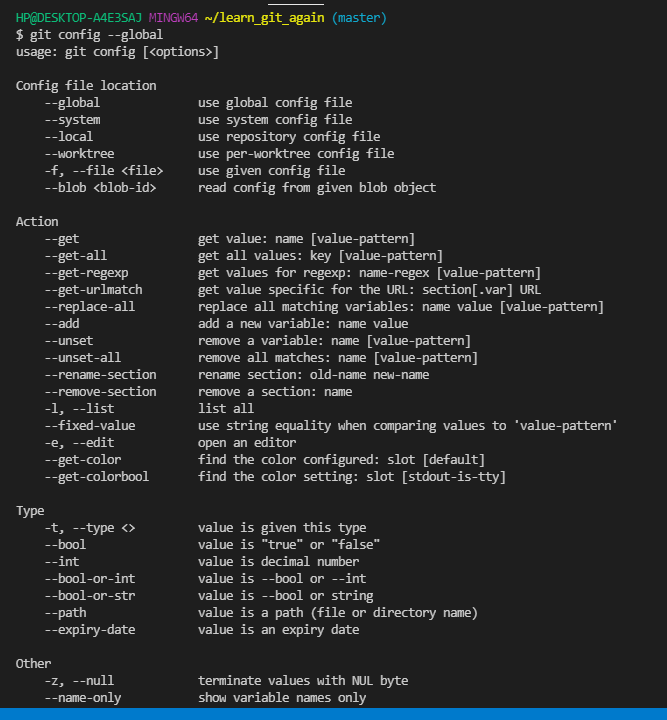 HP@DESKTOP-A4E3SAJ MINGW64 ~/learn_git_again (master)
$ git config --global
usage: git config [<options>]

Config file location
    --global              use global config file
    --system              use system config file
    --local               use repository config file
    --worktree            use per-worktree config file
    -f, --file <file>     use given config file
    --blob <blob-id>      read config from given blob object

Action
    --get                 get value: name [value-pattern]
    --get-all             get all values: key [value-pattern]
    --get-regexp          get values for regexp: name-regex [value-pattern]
    --get-urlmatch        get value specific for the URL: section[.var] URL
    --replace-all         replace all matching variables: name value [value-pattern]
    --add                 add a new variable: name value
    --unset               remove a variable: name [value-pattern]
    --unset-all           remove all matches: name [value-pattern]
    --rename-section      rename section: old-name new-name
    --remove-section      remove a section: name
    -l, --list            list all
    --fixed-value         use string equality when comparing values to 'value-pattern'
    -e, --edit            open an editor
    --get-color           find the color configured: slot [default]
    --get-colorbool       find the color setting: slot [stdout-is-tty]

Type
    -t, --type <>         value is given this type
    --bool                value is "true" or "false"
    --int                 value is decimal number
    --bool-or-int         value is --bool or --int
    --bool-or-str         value is --bool or string
    --path                value is a path (file or directory name)
    --expiry-date         value is an expiry date

Other
    -z, --null            terminate values with NUL byte
    --name-only           show variable names only